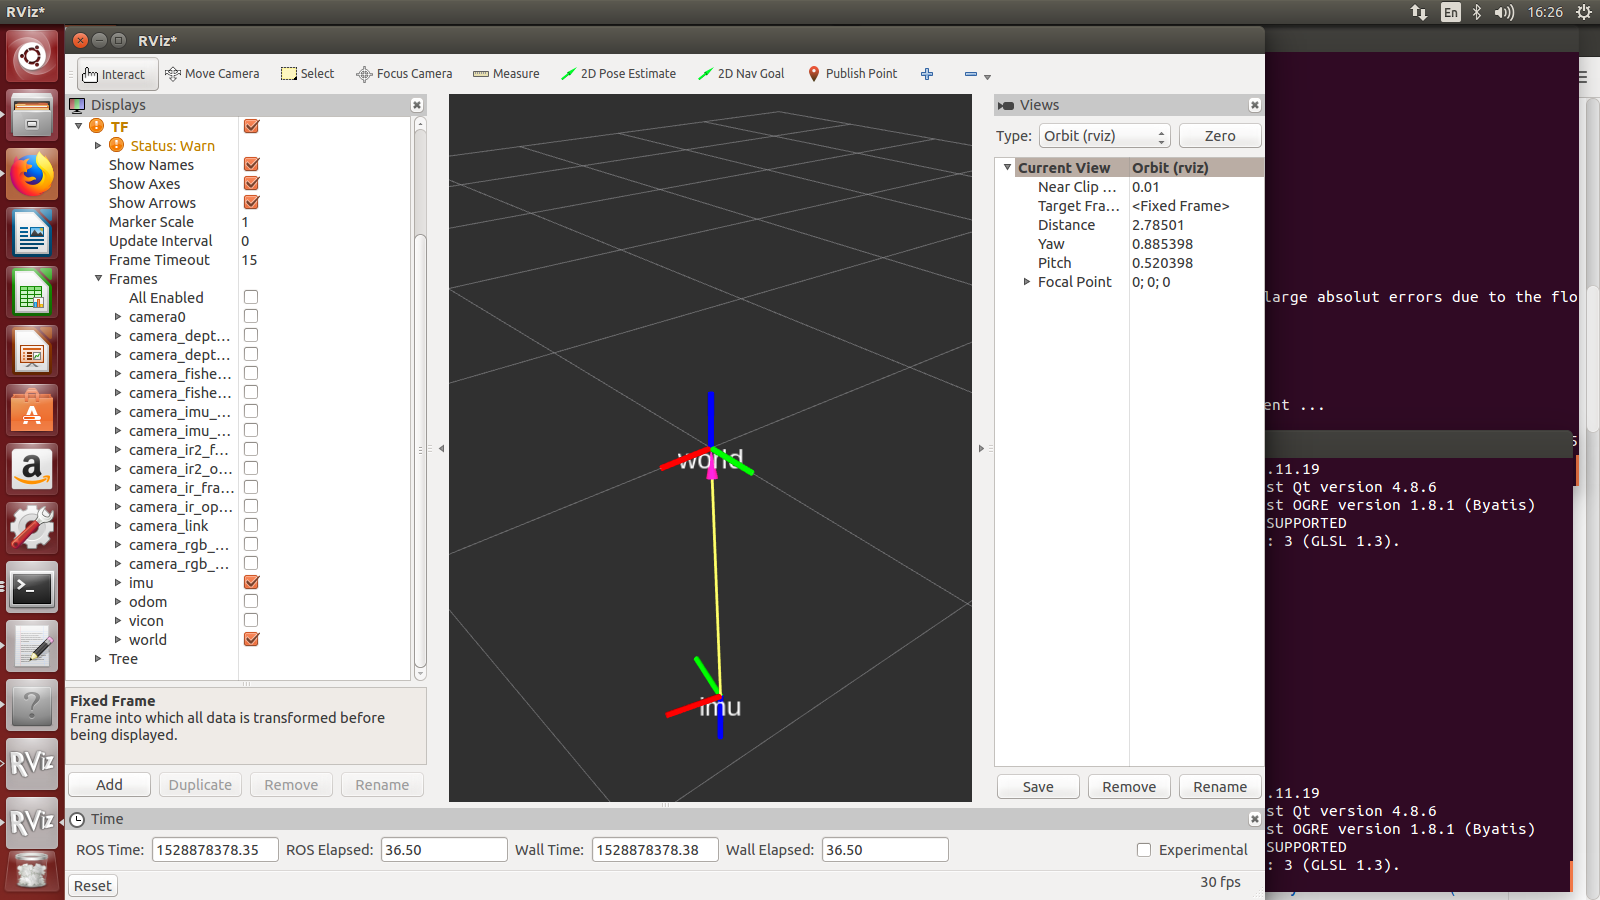 RViz*
En
16:26
RViz*
Interact
Move Camera
Select
Focus Camera
Measure
2D Pose Estimate
2D Nav Goal
Publish Point
Displays
TF
Status: Warn
Show Names
Show Axes
Show Arrows
Marker Scale 1
Update Interval 0
Frame Timeout 15
Frames
All Enabled
camera0
camera_dept...
camera_dept...
camera_fishe...
camera_fishe...
camera_imu_...
camera_imu_...
camera_ir2_f...
camera_ir2_o...
camera_ir_fra...
camera_ir_op...
camera_link
camera_rgb_...
camera_rgb_...
imu
odom
vicon
world
Tree
Fixed Frame
Frame into which all data is transformed before
being displayed.
Add
Duplicate
Remove
Rename
world
imu
Views
Type: Orbit (rviz)
Zero
Current View Orbit (rviz)
Near Clip ... 0.01
Target Fra... <Fixed Frame>
Distance 2.78501
Yaw 0.885398
Pitch 0.520398
Focal Point 0; 0; 0
Save
Remove
Rename
large absolut errors due to the flo
ent ...
5
.11.19
st Qt version 4.8.6
st OGRE version 1.8.1 (Byatis)
SUPPORTED
: 3 (GLSL 1.3).
.11.19
st Qt version 4.8.6
st OGRE version 1.8.1 (Byatis)
SUPPORTED
: 3 (GLSL 1.3).
RViz
RViz
Time
ROS Time: 1528878378.35
ROS Elapsed: 36.50
Wall Time: 1528878378.38
Wall Elapsed: 36.50
Experimental
Reset
30 fps